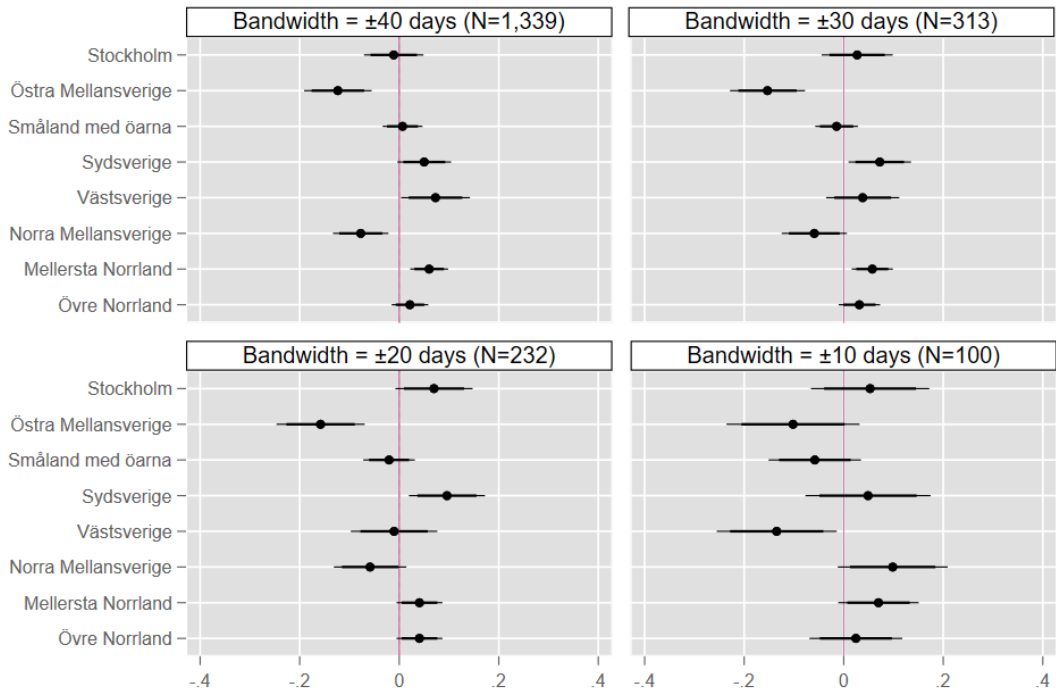 Bandwidth = ±40 days (N=1,339)
Bandwidth = ±30 days (N=313)
Stockholm
Östra Mellansverige
Småland med öarna
Sydsverige
Västsverige
Norra Mellansverige
Mellersta Norrland
Övre Norrland
Bandwidth = ±20 days (N=232)
Bandwidth = ±10 days (N=100)
Stockholm
Östra Mellansverige
Småland med öarna
Sydsverige
Västsverige
Norra Mellansverige
Mellersta Norrland
Övre Norrland
-.4 -.2 0 .2 .4 -.4 -.2 0 .2 .4